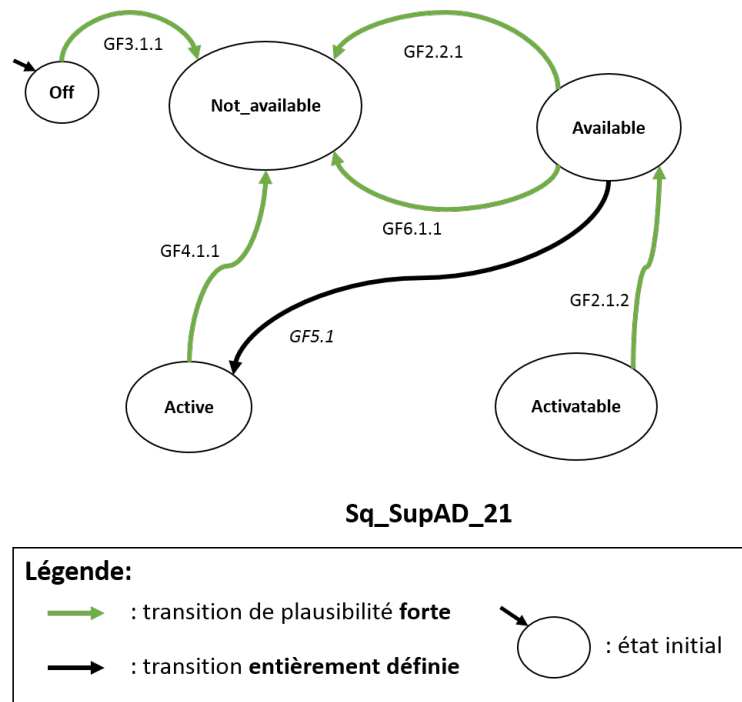 GF3.1.1
GF2.2.1
Off
Not_available
Available
GF6.1.1
GF4.1.1
GF2.1.2
GF5.1
Active
Activatable
Sq_SupAD_21
Légende:
: transition de plausibilité forte
: état initial
: transition entièrement définie